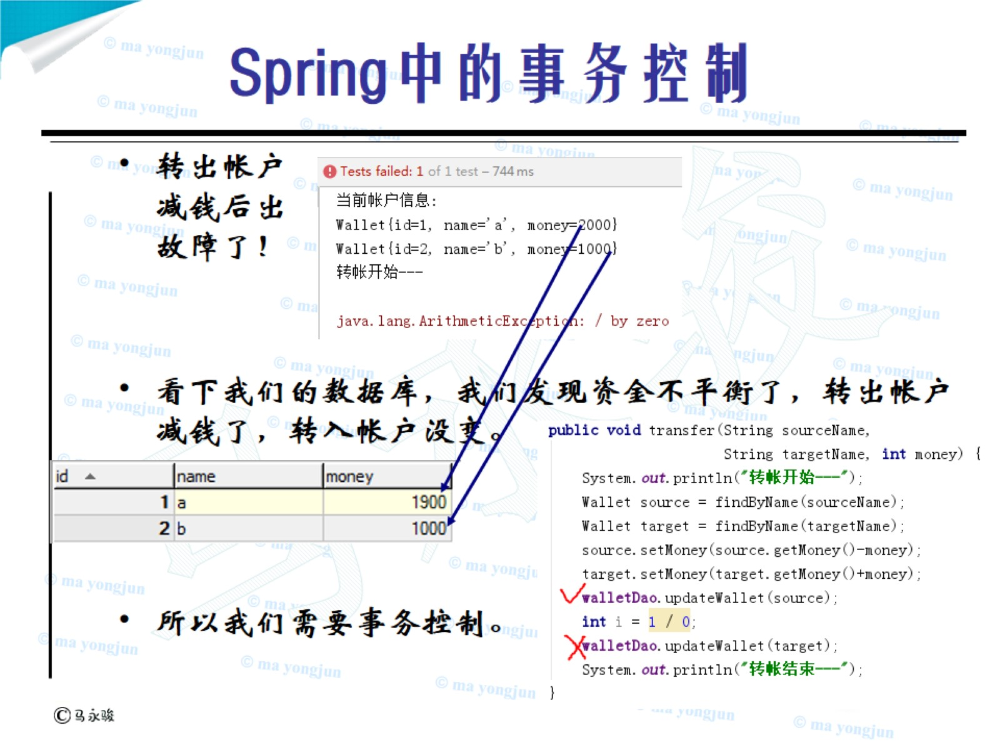 Spring中的事务控制
• 转出帐户
减钱后出
故障了！
Tests failed: 1 of 1 test – 744 ms
当前帐户信息:
Wallet{id=1, name='a', money=2000}
Wallet{id=2, name='b', money=1000}
转帐开始---
java.lang.ArithmeticException: / by zero
• 看下我们的数据库，我们发现资金不平衡了，转出帐户
减钱了，转入帐户没变。
id name money
1 a 1900
2 b 1000
public void transfer(String sourceName,
String targetName, int money) {
System.out.println("转帐开始---");
Wallet source = findByName(sourceName);
Wallet target = findByName(targetName);
source.setMoney(source.getMoney()-money);
target.setMoney(target.getMoney()+money);
walletDao.updateWallet(source);
int i = 1 / 0;
walletDao.updateWallet(target);
System.out.println("转帐结束---");
}
• 所以我们需要事务控制。
©马永骏
© ma yongjun